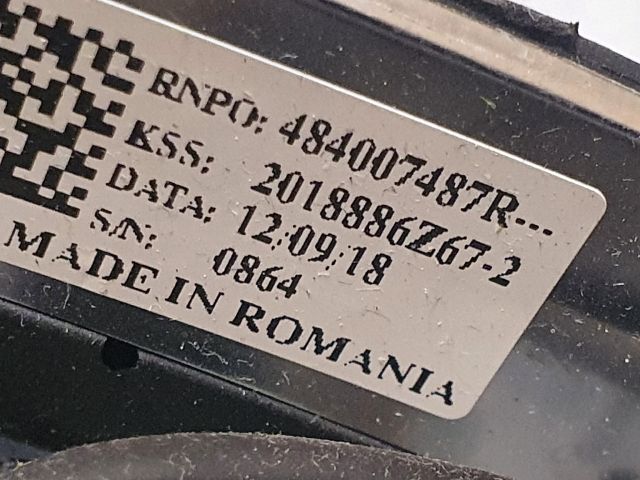 RNPO: 484007487R---
KSS: 2018886Z67-2
DATA: 12/09/18
S/N: 0864
MADE IN ROMANIA